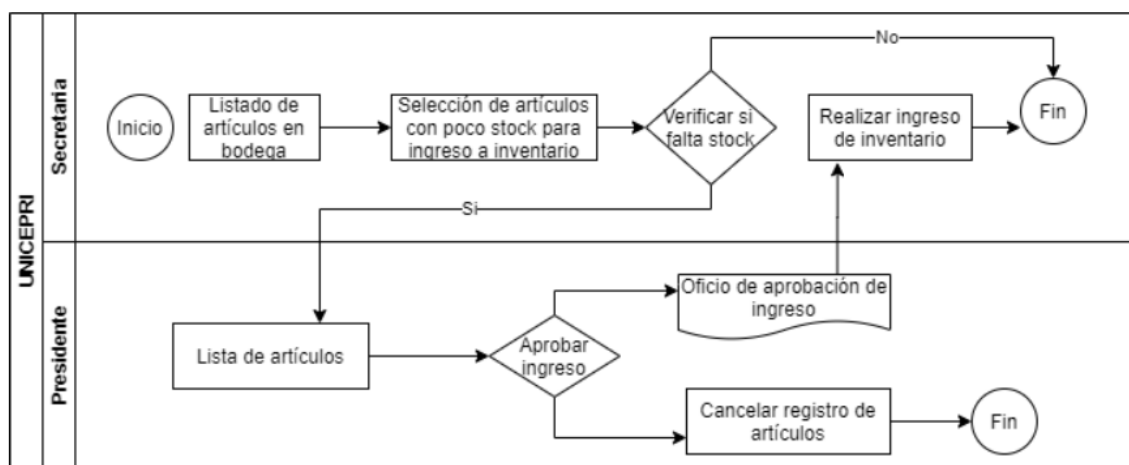 UNICEPRI
Secretaria
Inicio
Listado de
artículos en
bodega
Selección de artículos
con poco stock para
ingreso a inventario
Verificar si
falta stock
No
Realizar ingreso
de inventario
Fin
Si
Presidente
Lista de artículos
Aprobar
ingreso
Oficio de aprobación de
ingreso
Cancelar registro de
artículos
Fin